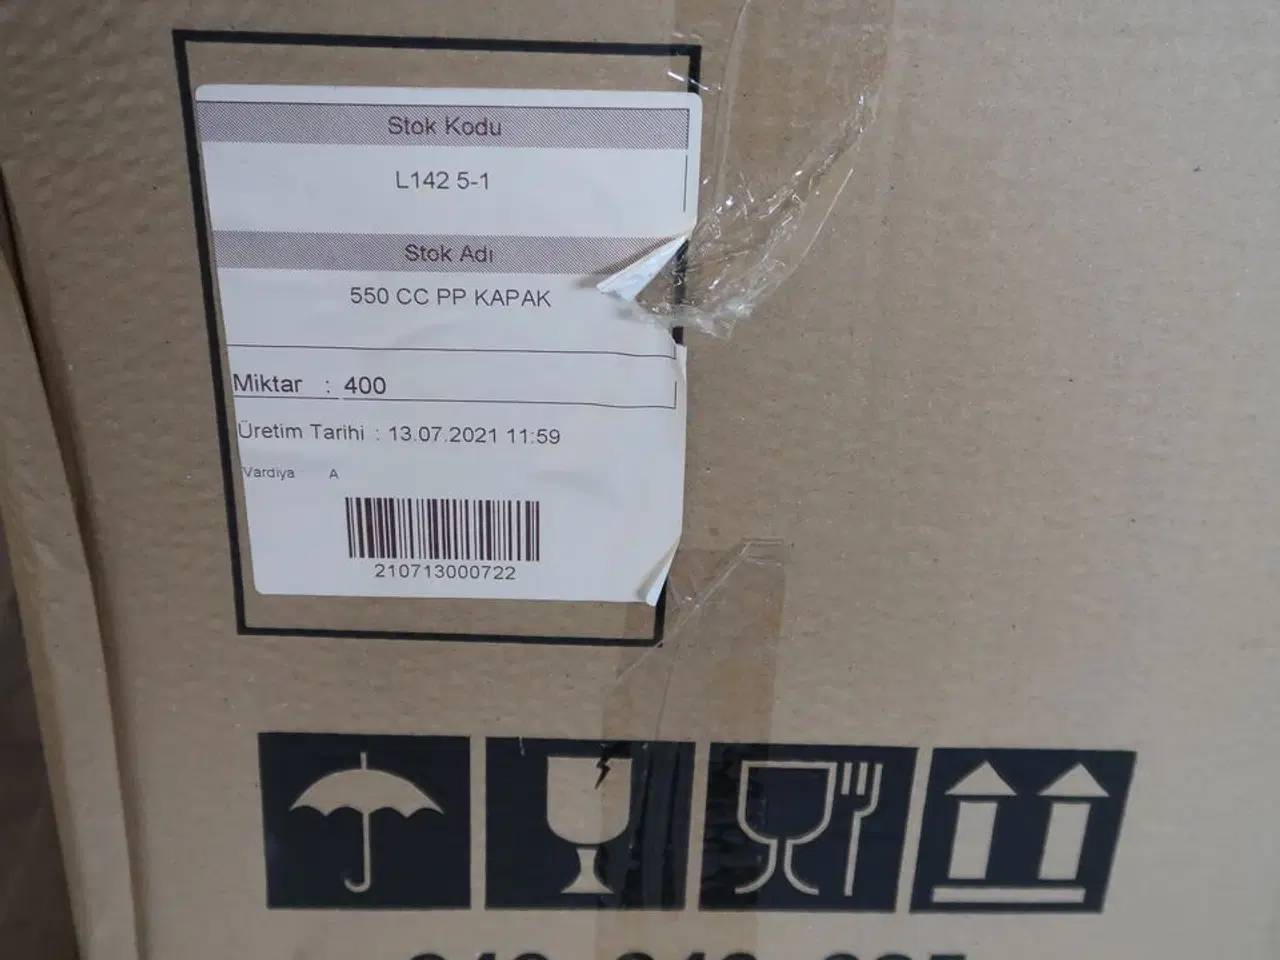 Stok Kodu
L142 5-1
Stok Adı
550 CC PP KAPAK
Miktar : 400
Üretim Tarihi : 13.07.2021 11:59
Vardiya A
210713000722